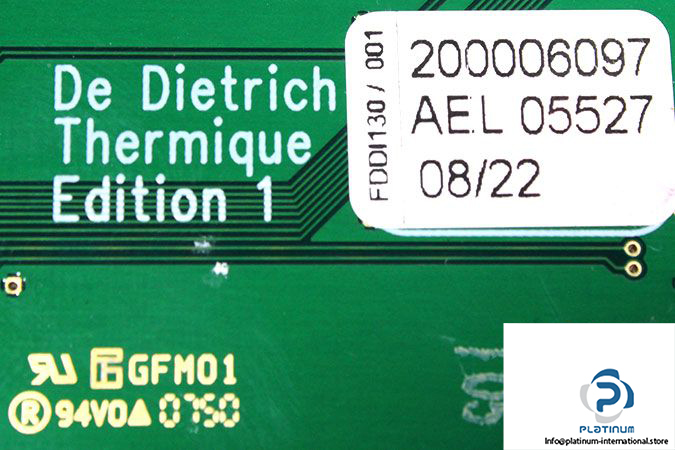 De Dietrich
Thermique
Edition 1
FDDI130 / 001
200006097
AEL 05527
08/22
GFM01
® 94V0 0750
PLATINUM
Info@platinum-international.store